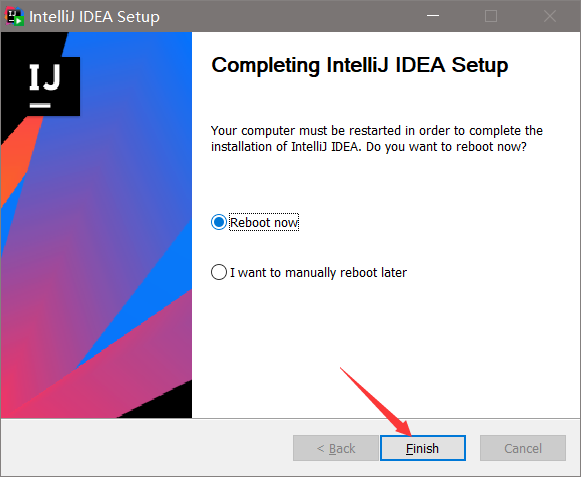 IntelliJ IDEA Setup
IJ
Completing IntelliJ IDEA Setup
Your computer must be restarted in order to complete the
installation of IntelliJ IDEA. Do you want to reboot now?
Reboot now
I want to manually reboot later
< Back
Finish
Cancel